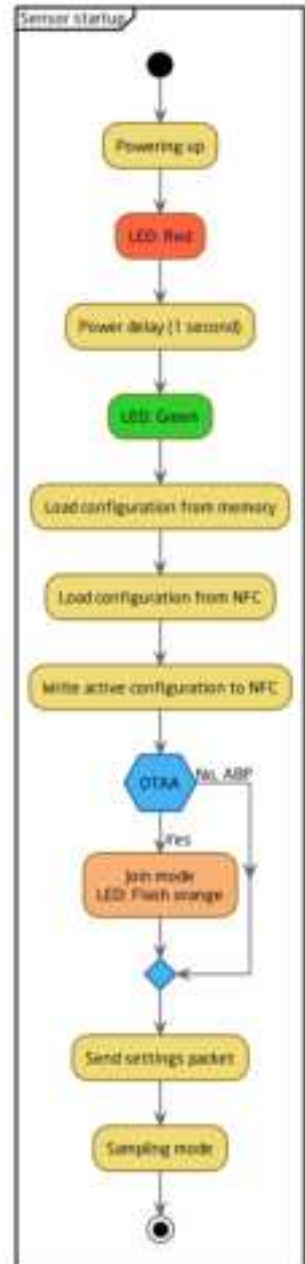 Sensor startup
Powering up
LED: Red
Power delay (1 second)
LED: Green
Load configuration from memory
Load configuration from NFC
Write active configuration to NFC
OTAA
No, ABP
Yes
Join mode
LED: Flash orange
Send settings packet
Sampling mode